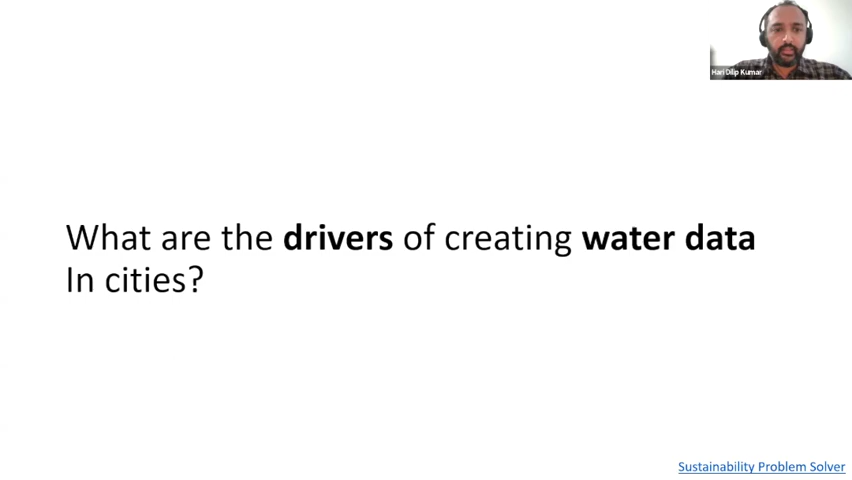 Hari Dilip Kumar
What are the drivers of creating water data
In cities?
Sustainability Problem Solver